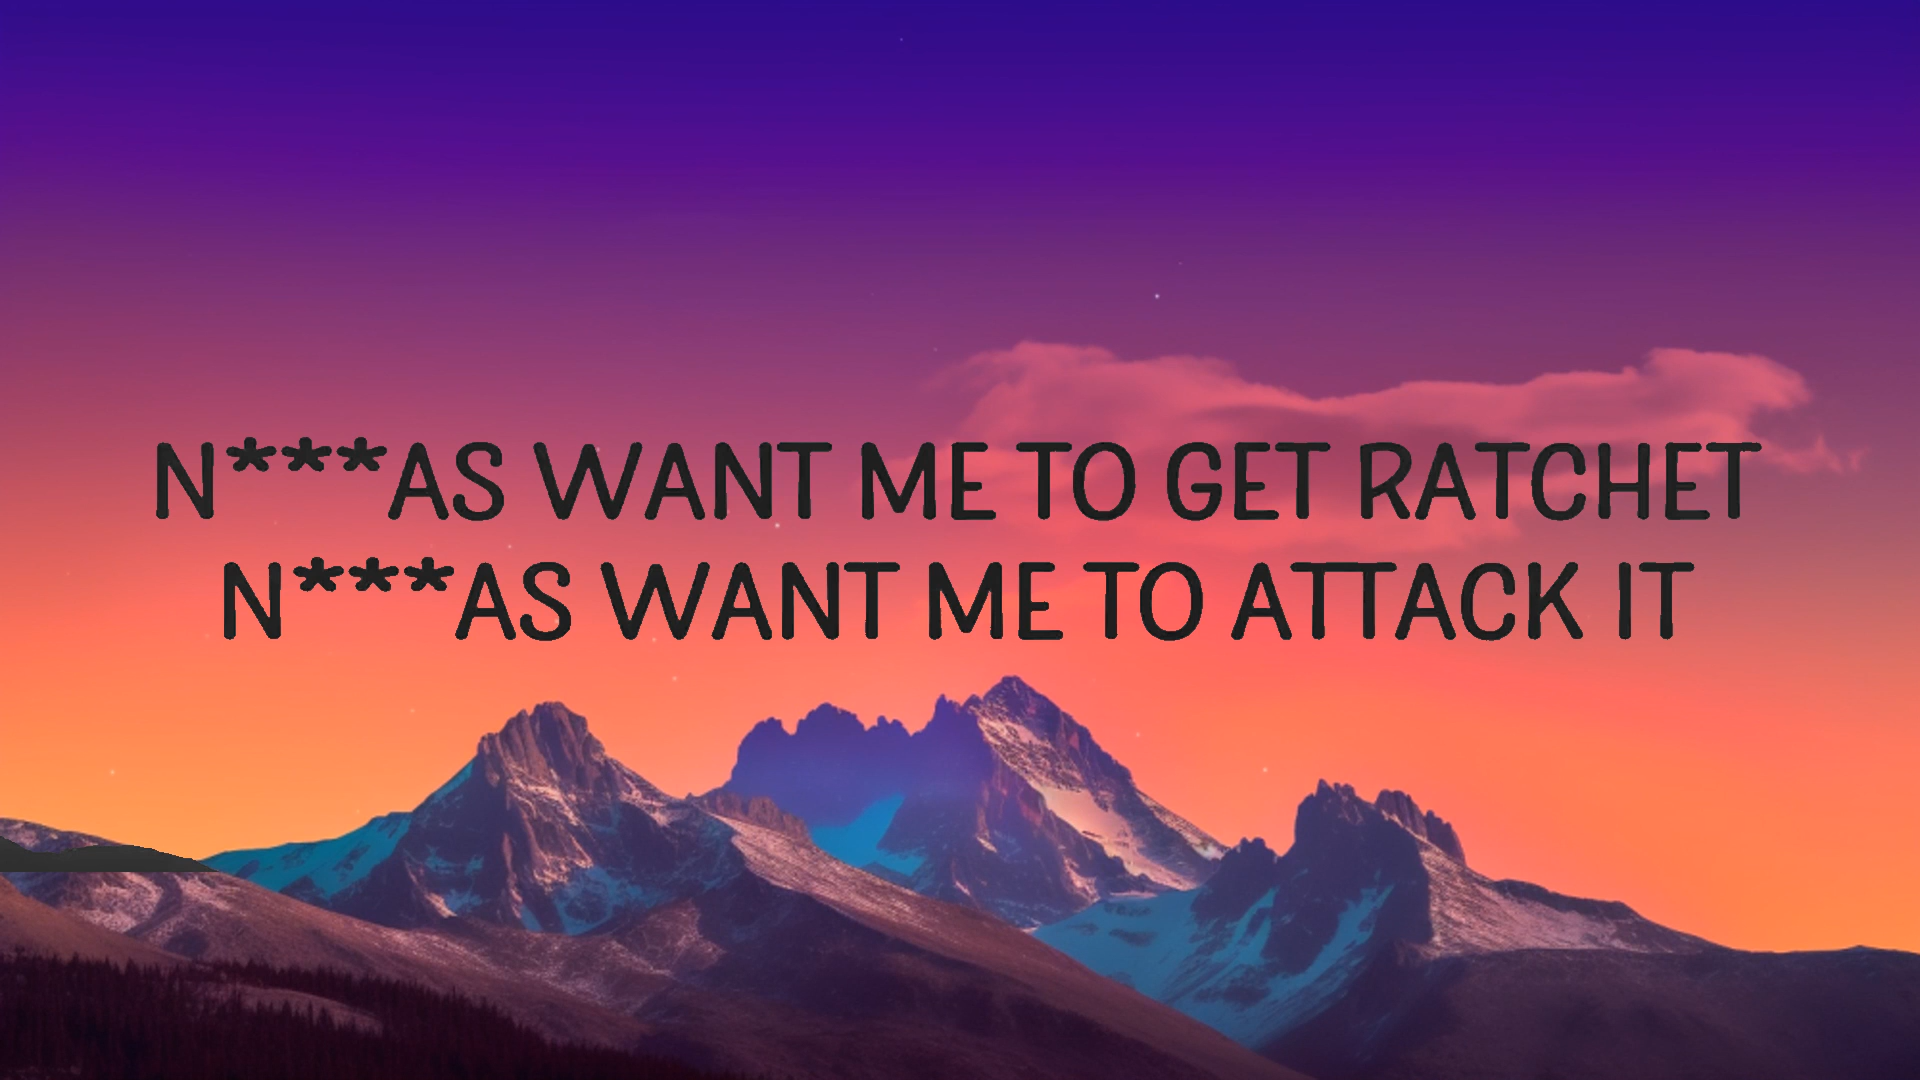 N***AS WANT ME TO GET RATCHET
N***AS WANT ME TO ATTACK IT